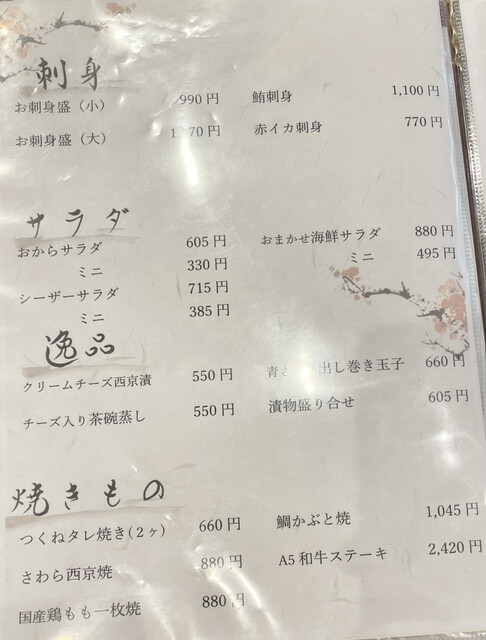 刺身
お刺身盛（小） 990円
お刺身盛（大）
鮪刺身 1,100円
赤イカ刺身 770円
サラダ
おからサラダ 605円
ミニ 330円
シーザーサラダ 715円
ミニ 385円
おまかせ海鮮サラダ 880円
ミニ 495円
逸品
クリームチーズ西京漬 550円
チーズ入り茶碗蒸し 550円
出し巻き玉子 660円
漬物盛り合せ 605円
焼きもの
つくねタレ焼き(２ヶ) 660円
さわら西京焼 880円
国産鶏もも一枚焼 880円
鯛かぶと焼 1,045円
A5和牛ステーキ 2,420円